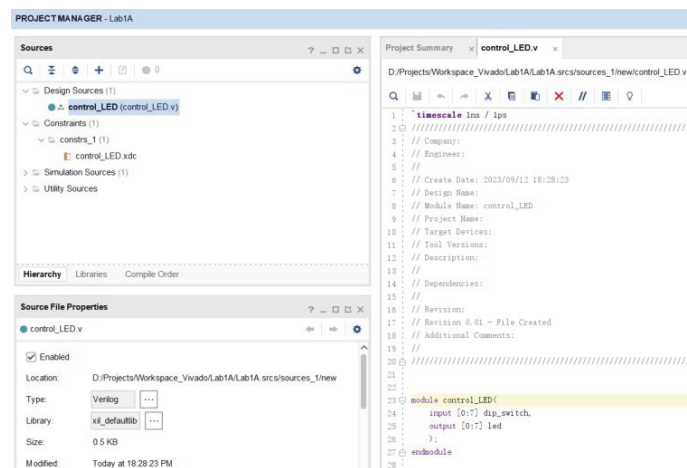 PROJECT MANAGER - Lab1A
Sources
? _ □ ⧉ ×
0
Design Sources (1)
control_LED (control_LED.v)
Constraints (1)
constrs_1 (1)
control_LED.xdc
Simulation Sources (1)
Utility Sources
Hierarchy Libraries Compile Order
Source File Properties
? _ □ ⧉ ×
control_LED.v
Enabled
Location: D:/Projects/Workspace_Vivado/Lab1A/Lab1A.srcs/sources_1/new
Type: Verilog ...
Library: xil_defaultlib ...
Size: 0.5 KB
Modified: Today at 18:28:23 PM
Project Summary × control_LED.v ×
D:/Projects/Workspace_Vivado/Lab1A/Lab1A.srcs/sources_1/new/control_LED.v
1 `timescale 1ns / 1ps
2 //////////////////////////////////////////////////////
3 // Company:
4 // Engineer:
5 //
6 // Create Date: 2023/09/12 18:28:23
7 // Design Name:
8 // Module Name: control_LED
9 // Project Name:
10 // Target Devices:
11 // Tool Versions:
12 // Description:
13 //
14 // Dependencies:
15 //
16 // Revision:
17 // Revision 0.01 - File Created
18 // Additional Comments:
19 //
20 //////////////////////////////////////////////////////
21
22
23 module control_LED(
24 input [0:7] dip_switch,
25 output [0:7] led
26 );
27 endmodule
28